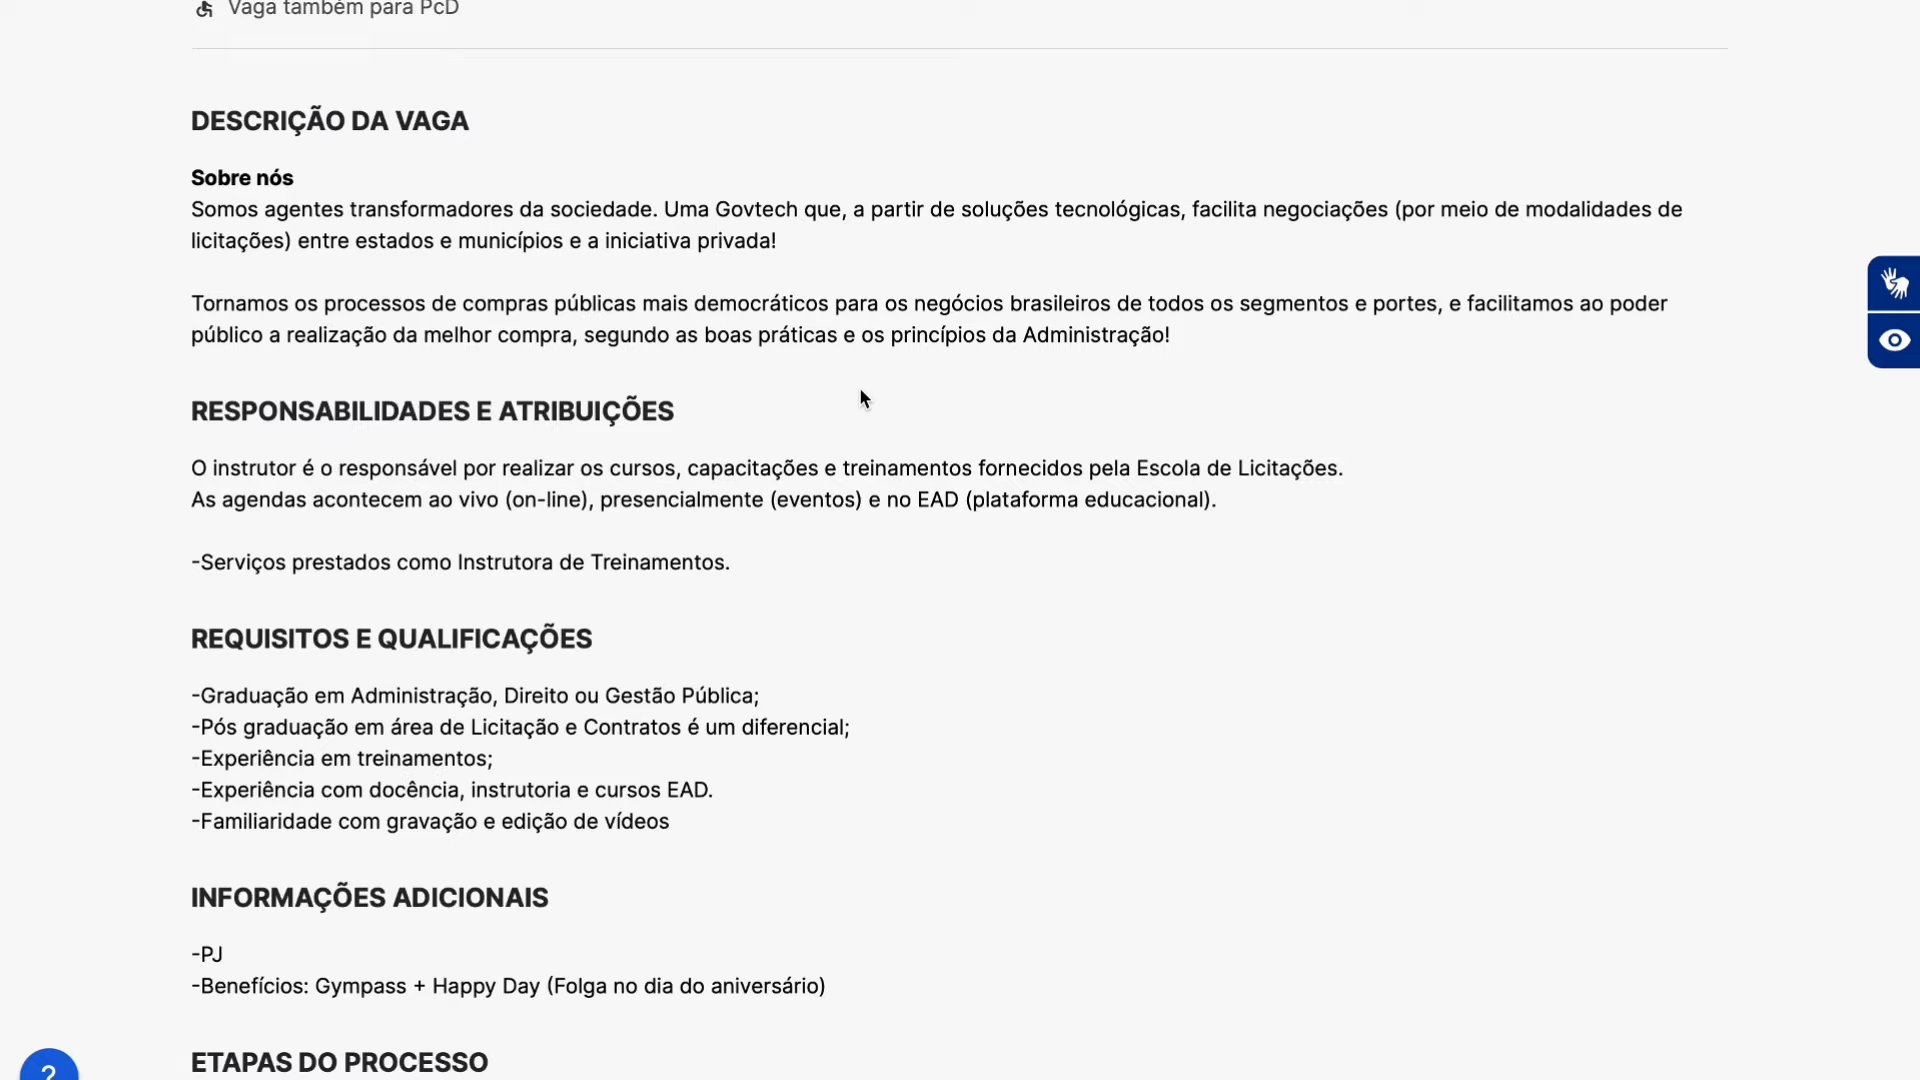 Vaga também para PcD
DESCRIÇÃO DA VAGA
Sobre nós
Somos agentes transformadores da sociedade. Uma Govtech que, a partir de soluções tecnológicas, facilita negociações (por meio de modalidades de
licitações) entre estados e municípios e a iniciativa privada!
Tornamos os processos de compras públicas mais democráticos para os negócios brasileiros de todos os segmentos e portes, e facilitamos ao poder
público a realização da melhor compra, segundo as boas práticas e os princípios da Administração!
RESPONSABILIDADES E ATRIBUIÇÕES
O instrutor é o responsável por realizar os cursos, capacitações e treinamentos fornecidos pela Escola de Licitações.
As agendas acontecem ao vivo (on-line), presencialmente (eventos) e no EAD (plataforma educacional).
-Serviços prestados como Instrutora de Treinamentos.
REQUISITOS E QUALIFICAÇÕES
-Graduação em Administração, Direito ou Gestão Pública;
-Pós graduação em área de Licitação e Contratos é um diferencial;
-Experiência em treinamentos;
-Experiência com docência, instrutoria e cursos EAD.
-Familiaridade com gravação e edição de vídeos
INFORMAÇÕES ADICIONAIS
-PJ
-Benefícios: Gympass + Happy Day (Folga no dia do aniversário)
ETAPAS DO PROCESSO
?